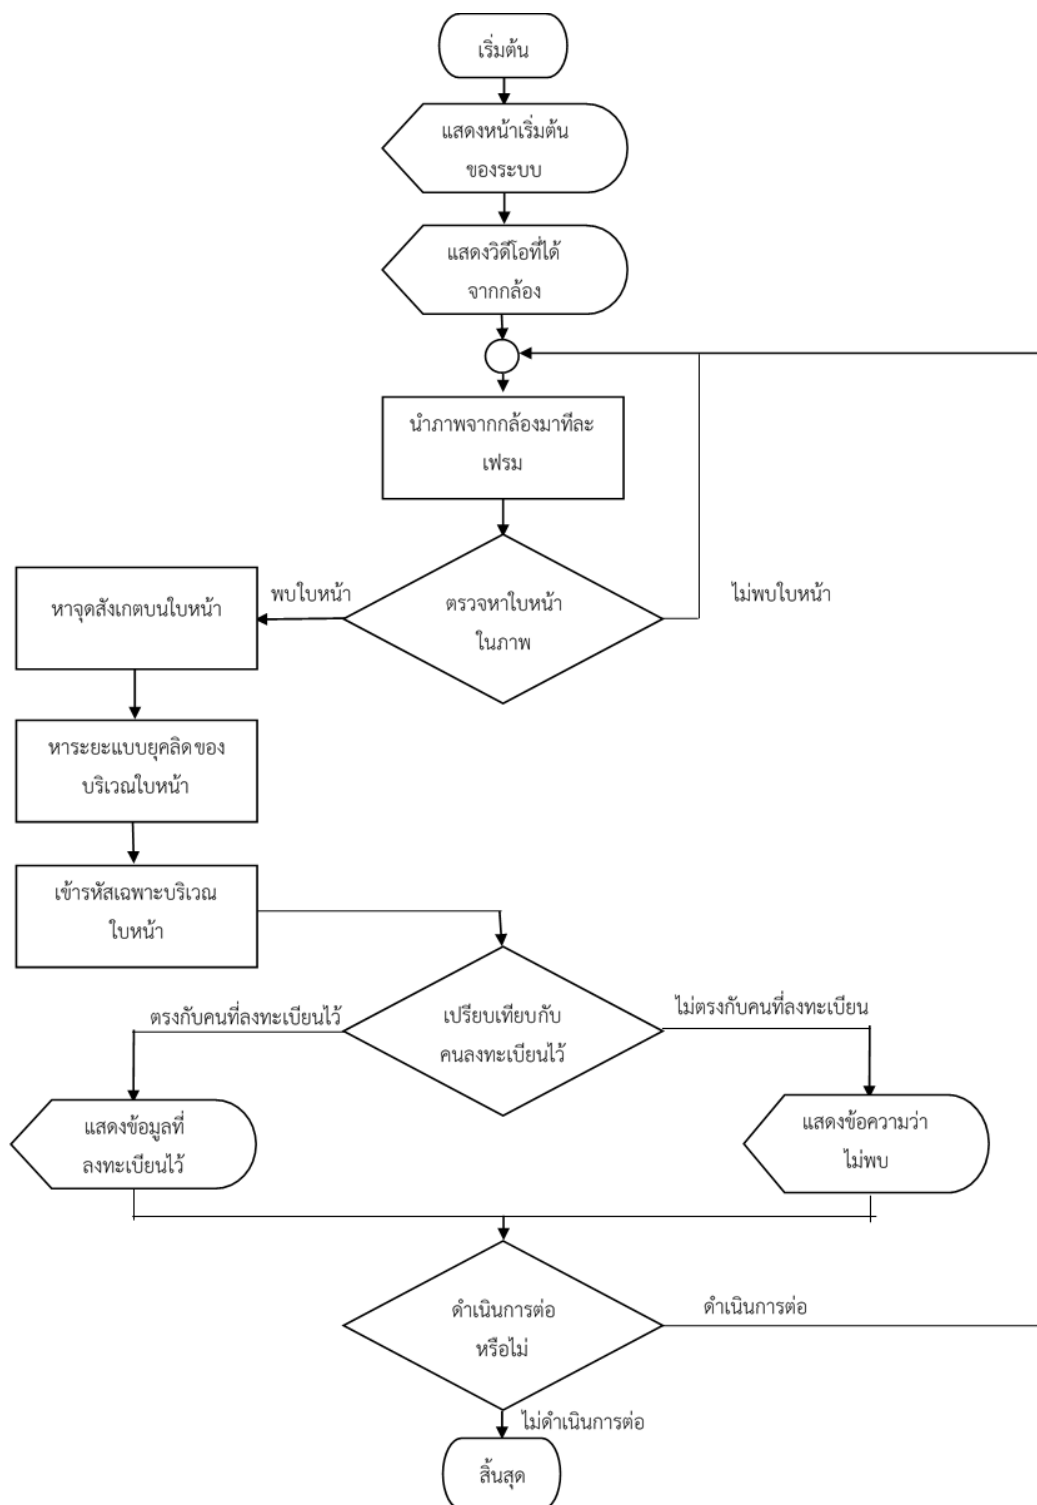 เริ่มต้น
แสดงหน้าเริ่มต้น
ของระบบ
แสดงวิดีโอที่ได้
จากกล้อง
นำภาพจากกล้องมาทีละ
เฟรม
ตรวจหาใบหน้า
ในภาพ
พบใบหน้า
ไม่พบใบหน้า
หาจุดสังเกตบนใบหน้า
หาระยะแบบยุคลิดของ
บริเวณใบหน้า
เข้ารหัสเฉพาะบริเวณ
ใบหน้า
เปรียบเทียบกับ
คนลงทะเบียนไว้
ตรงกับคนที่ลงทะเบียนไว้
ไม่ตรงกับคนที่ลงทะเบียน
แสดงข้อมูลที่
ลงทะเบียนไว้
แสดงข้อความว่า
ไม่พบ
ดำเนินการต่อ
หรือไม่
ดำเนินการต่อ
ไม่ดำเนินการต่อ
สิ้นสุด